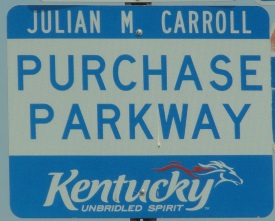 JULIAN M. CARROLL
PURCHASE
PARKWAY
Kentucky
UNBRIDLED SPIRIT